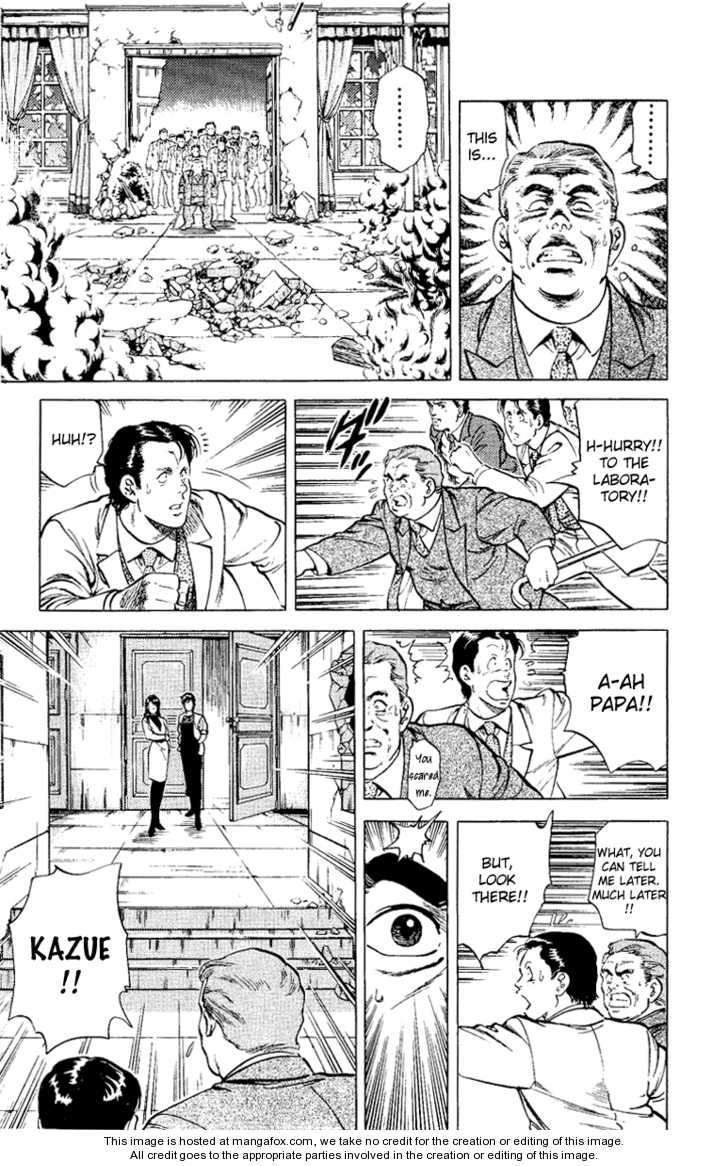 .........
THIS
IS...
.........
H-HURRY!!
TO THE
LABORA-
TORY!!
HUH!?
A-AH
PAPA!!
You
scared
me.
WHAT, YOU
CAN TELL
ME LATER.
MUCH LATER
!!
BUT,
LOOK
THERE!!
KAZUE
!!
This image is hosted at mangafox.com, we take no credit for the creation or editing of this image.
All credit goes to the appropriate parties involved in the creation or editing of this image.